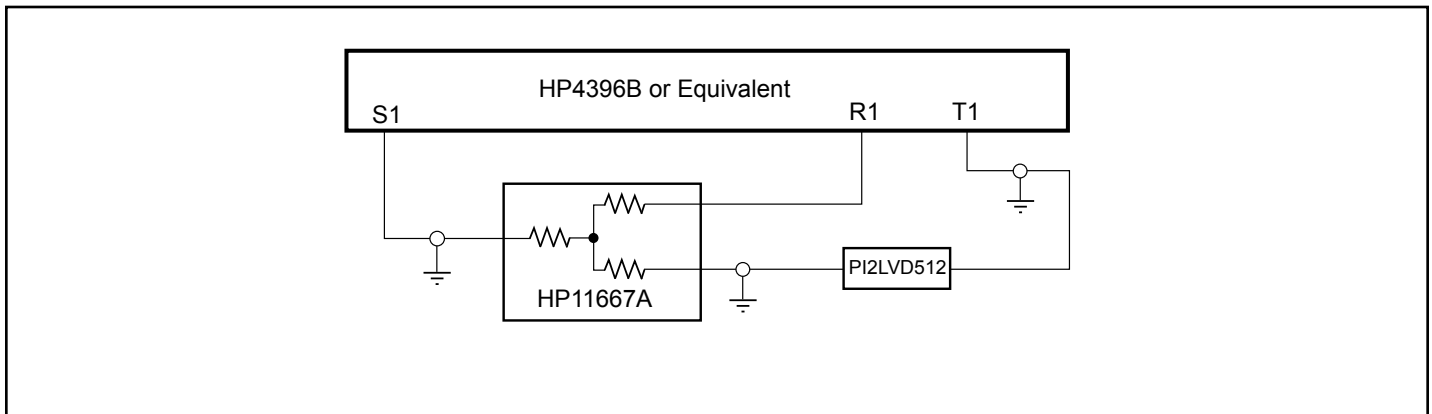 HP4396B or Equivalent
S1
R1
T1
PI2LVD512
HP11667A